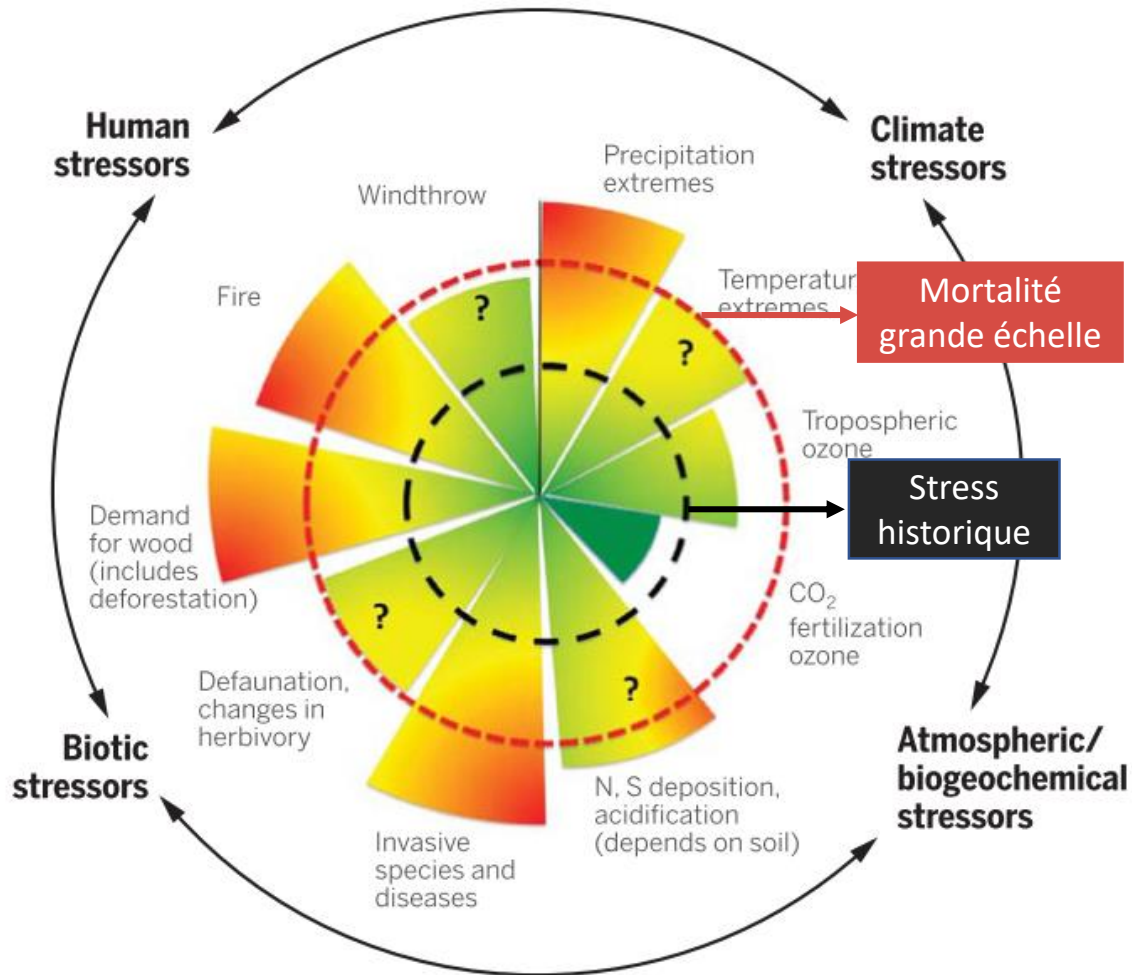 Human
stressors
Climate
stressors
Precipitation
extremes
Windthrow
Temperatur
extremes
Mortalité
grande échelle
Fire
?
?
Tropospheric
ozone
Stress
historique
Demand
for wood
(includes
deforestation)
CO₂
fertilization
ozone
?
?
Defaunation,
changes in
herbivory
Biotic
stressors
Atmospheric/
biogeochemical
stressors
N, S deposition,
acidification
(depends on soil)
Invasive
species and
diseases